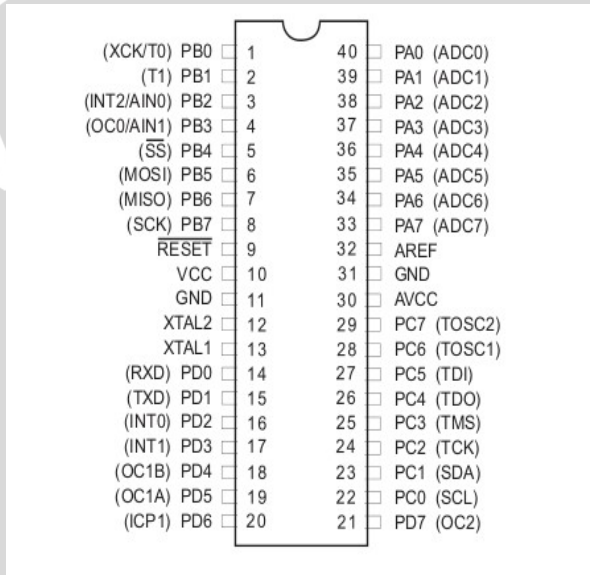 (XCK/T0) PB0 1 40 PA0 (ADC0)
(T1) PB1 2 39 PA1 (ADC1)
(INT2/AIN0) PB2 3 38 PA2 (ADC2)
(OC0/AIN1) PB3 4 37 PA3 (ADC3)
(S̅S̅) PB4 5 36 PA4 (ADC4)
(MOSI) PB5 6 35 PA5 (ADC5)
(MISO) PB6 7 34 PA6 (ADC6)
(SCK) PB7 8 33 PA7 (ADC7)
R̅E̅S̅E̅T̅ 9 32 AREF
VCC 10 31 GND
GND 11 30 AVCC
XTAL2 12 29 PC7 (TOSC2)
XTAL1 13 28 PC6 (TOSC1)
(RXD) PD0 14 27 PC5 (TDI)
(TXD) PD1 15 26 PC4 (TDO)
(INT0) PD2 16 25 PC3 (TMS)
(INT1) PD3 17 24 PC2 (TCK)
(OC1B) PD4 18 23 PC1 (SDA)
(OC1A) PD5 19 22 PC0 (SCL)
(ICP1) PD6 20 21 PD7 (OC2)